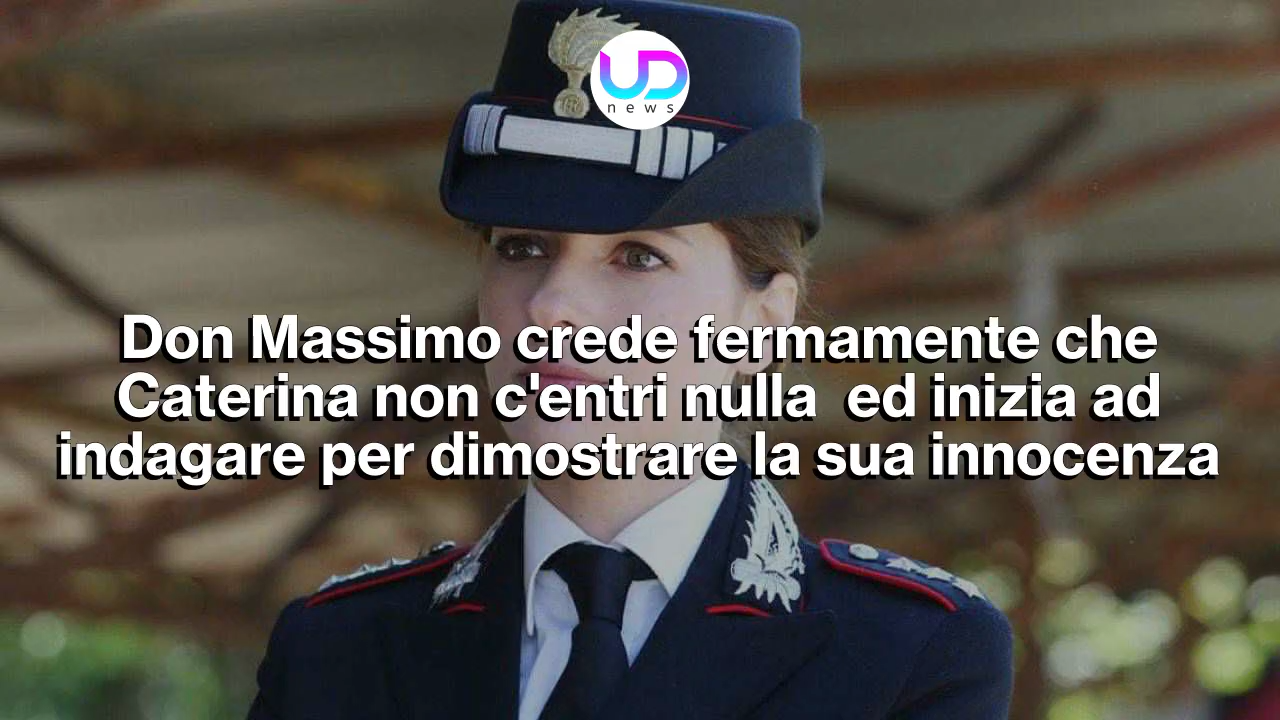 UD
news
Don Massimo crede fermamente che
Caterina non c'entri nulla  ed inizia ad
indagare per dimostrare la sua innocenza